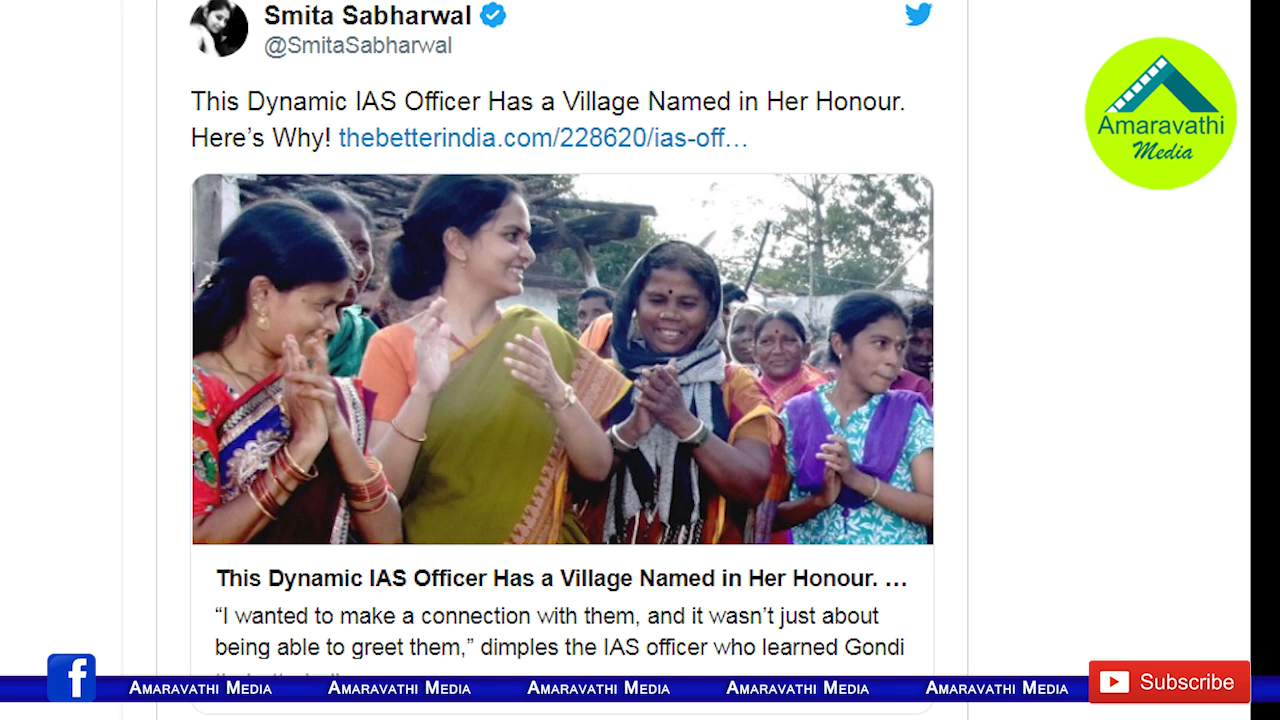 Smita Sabharwal
@SmitaSabharwal
This Dynamic IAS Officer Has a Village Named in Her Honour.
Here’s Why! thebetterindia.com/228620/ias-off…
Amaravathi
Media
This Dynamic IAS Officer Has a Village Named in Her Honour. …
“I wanted to make a connection with them, and it wasn’t just about
being able to greet them,” dimples the IAS officer who learned Gondi
f
Amaravathi Media Amaravathi Media Amaravathi Media Amaravathi Media Amaravathi Media
Subscribe